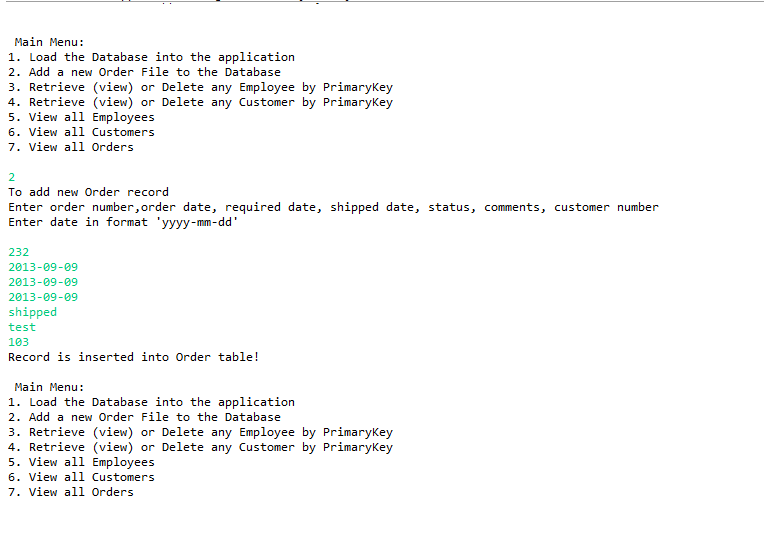 Main Menu:
1. Load the Database into the application
2. Add a new Order File to the Database
3. Retrieve (view) or Delete any Employee by PrimaryKey
4. Retrieve (view) or Delete any Customer by PrimaryKey
5. View all Employees
6. View all Customers
7. View all Orders
2
To add new Order record
Enter order number,order date, required date, shipped date, status, comments, customer number
Enter date in format 'yyyy-mm-dd'
232
2013-09-09
2013-09-09
2013-09-09
shipped
test
103
Record is inserted into Order table!
Main Menu:
1. Load the Database into the application
2. Add a new Order File to the Database
3. Retrieve (view) or Delete any Employee by PrimaryKey
4. Retrieve (view) or Delete any Customer by PrimaryKey
5. View all Employees
6. View all Customers
7. View all Orders